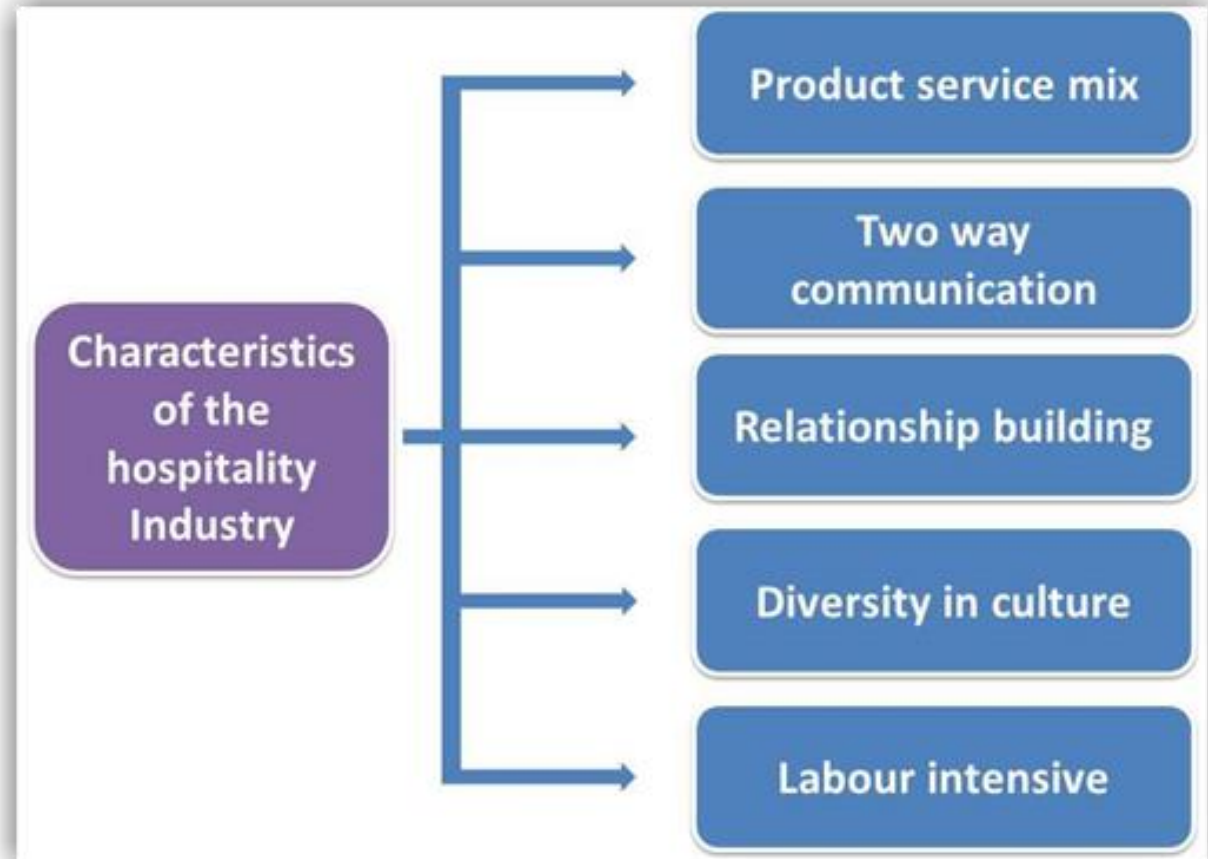 Characteristics
of the
hospitality
Industry
Product service mix
Two way
communication
Relationship building
Diversity in culture
Labour intensive